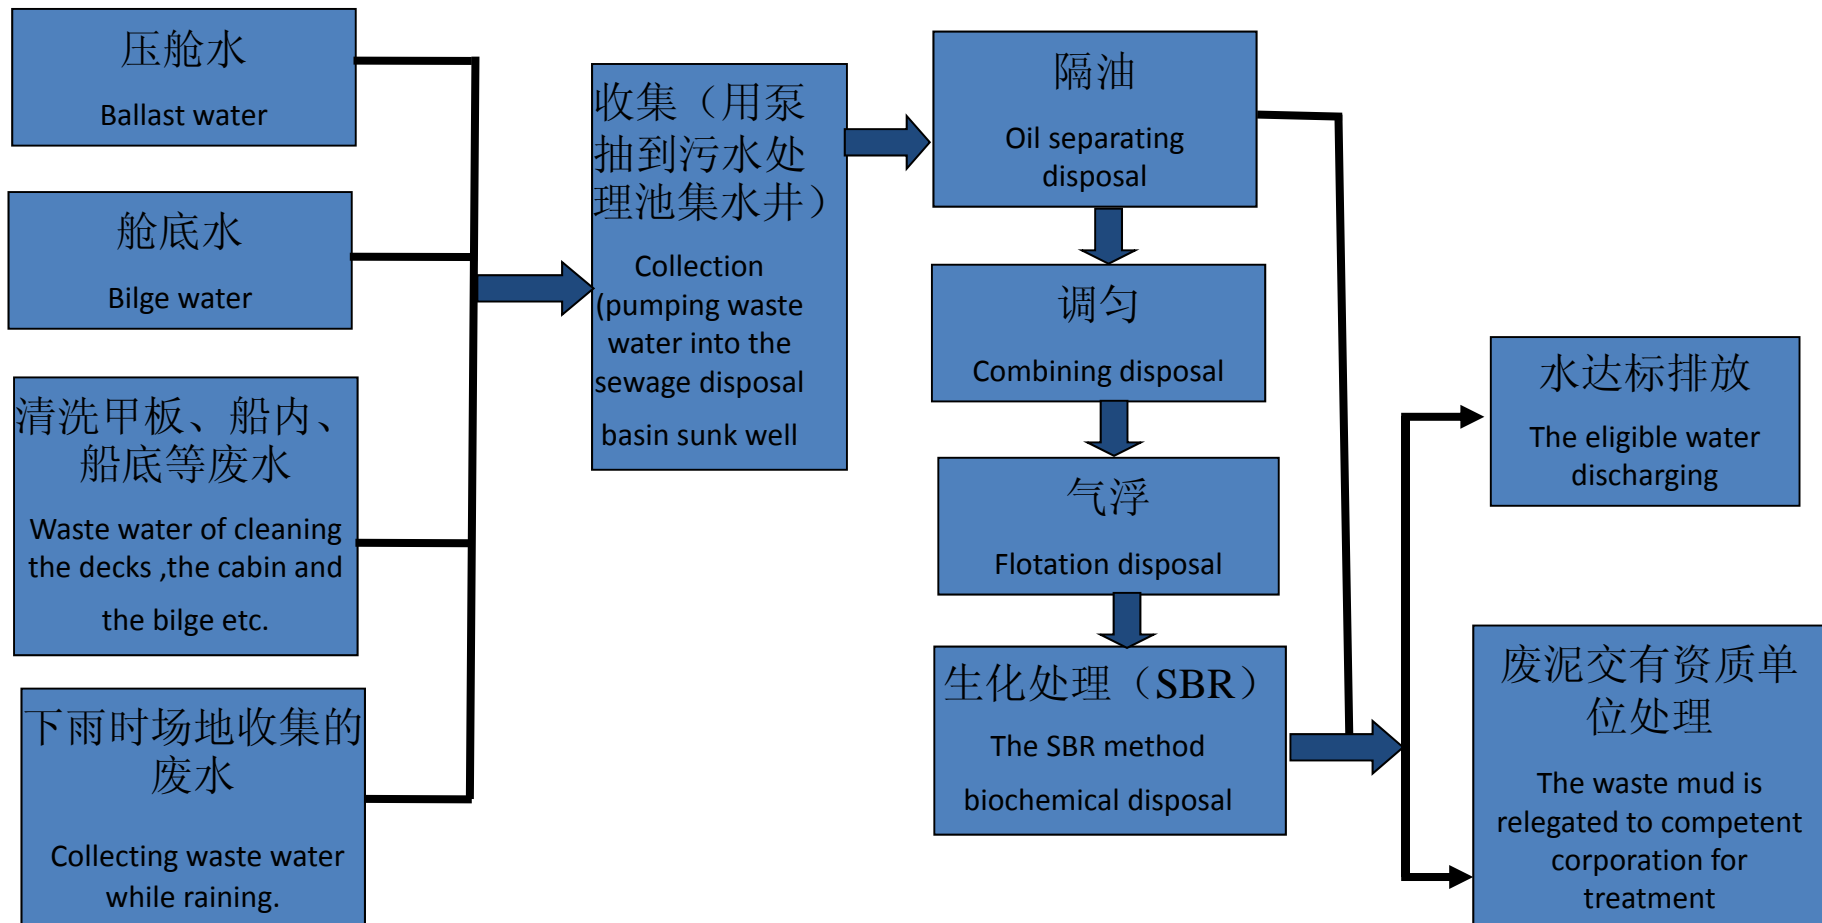 压舱水
Ballast water
舱底水
Bilge water
清洗甲板、船内、
船底等废水
Waste water of cleaning
the decks ,the cabin and
the bilge etc.
下雨时场地收集的
废水
Collecting waste water
while raining.
收集（用泵
抽到污水处
理池集水井）
Collection
(pumping waste
water into the
sewage disposal
basin sunk well
隔油
Oil separating
disposal
调匀
Combining disposal
气浮
Flotation disposal
生化处理（SBR）
The SBR method
biochemical disposal
水达标排放
The eligible water
discharging
废泥交有资质单
位处理
The waste mud is
relegated to competent
corporation for
treatment